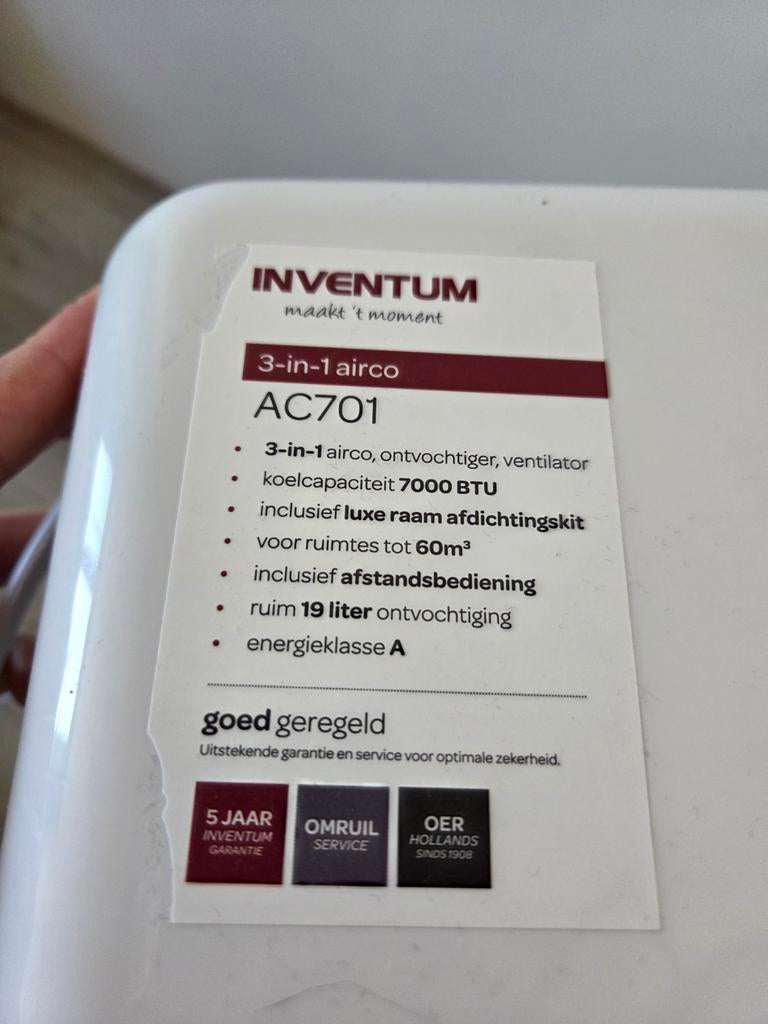 INVENTUM
maakt 't moment
3-in-1 airco
AC701
• 3-in-1 airco, ontvochtiger, ventilator
• koelcapaciteit 7000 BTU
• inclusief luxe raam afdichtingskit
• voor ruimtes tot 60m³
• inclusief afstandsbediening
• ruim 19 liter ontvochtiging
• energieklasse A
goed geregeld
Uitstekende garantie en service voor optimale zekerheid.
5 JAAR
INVENTUM
GARANTIE
OMRUIL
SERVICE
OER
HOLLANDS
SINDS 1908